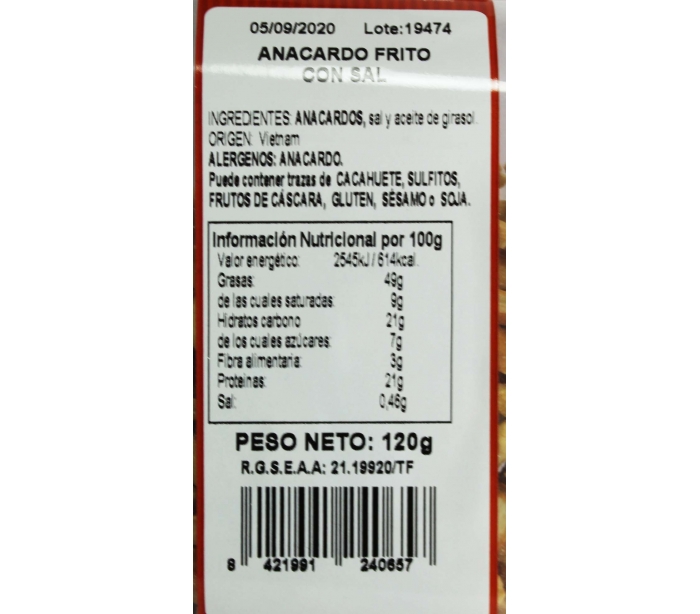 05/09/2020 Lote:19474
ANACARDO FRITO
CON SAL
INGREDIENTES: ANACARDOS, sal y aceite de girasol.
ORIGEN: Vietnam
ALERGENOS: ANACARDO.
Puede contener trazas de CACAHUETE, SULFITOS,
FRUTOS DE CÁSCARA, GLUTEN, SÉSAMO o SOJA.
Información Nutricional por 100g
Valor energético: 2545kJ/614kcal.
Grasas: 49g
de las cuales saturadas: 9g
Hidratos carbono 21g
de los cuales azúcares: 7g
Fibra alimentaria: 3g
Proteinas: 21g
Sal: 0,46g
PESO NETO: 120g
R.G.S.E.A.A: 21.19920/TF
8 421991 240657